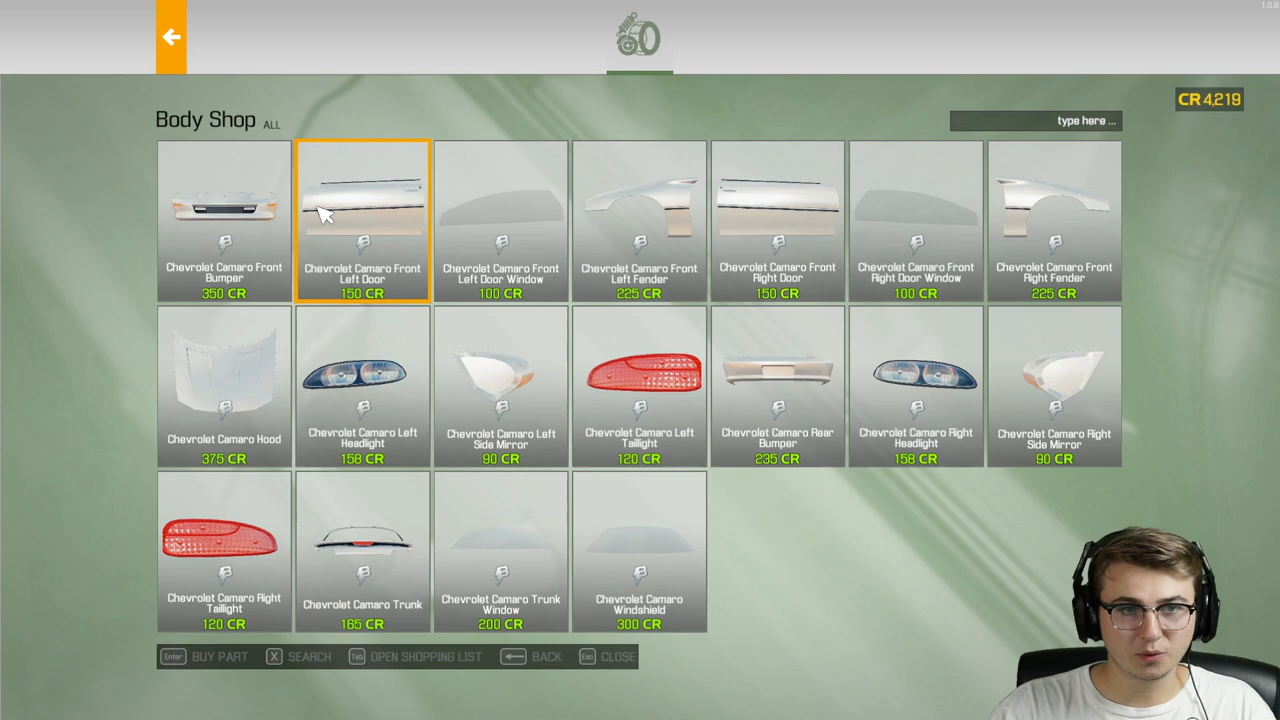 1.0.8
CR 4,219
Body Shop ALL
type here ...
Chevrolet Camaro Front
Bumper
350 CR
Chevrolet Camaro Front
Left Door
150 CR
Chevrolet Camaro Front
Left Door Window
100 CR
Chevrolet Camaro Front
Left Fender
225 CR
Chevrolet Camaro Front
Right Door
150 CR
Chevrolet Camaro Front
Right Door Window
100 CR
Chevrolet Camaro Front
Right Fender
225 CR
Chevrolet Camaro Hood
375 CR
Chevrolet Camaro Left
Headlight
158 CR
Chevrolet Camaro Left
Side Mirror
90 CR
Chevrolet Camaro Left
Taillight
120 CR
Chevrolet Camaro Rear
Bumper
235 CR
Chevrolet Camaro Right
Headlight
158 CR
Chevrolet Camaro Right
Side Mirror
90 CR
Chevrolet Camaro Right
Taillight
120 CR
Chevrolet Camaro Trunk
165 CR
Chevrolet Camaro Trunk
Window
200 CR
Chevrolet Camaro
Windshield
300 CR
Enter BUY PART X SEARCH Tab OPEN SHOPPING LIST BACK Esc CLOSE